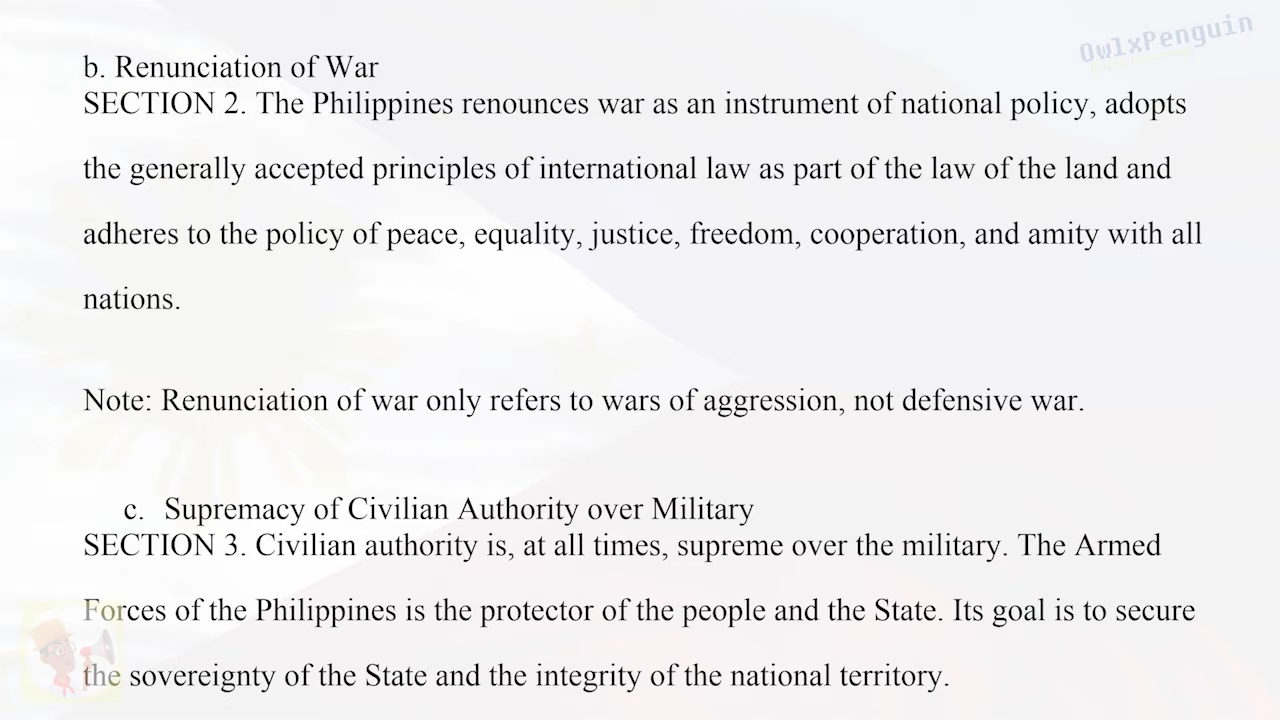 OwlxPenguin
b. Renunciation of War
SECTION 2. The Philippines renounces war as an instrument of national policy, adopts
the generally accepted principles of international law as part of the law of the land and
adheres to the policy of peace, equality, justice, freedom, cooperation, and amity with all
nations.
Note: Renunciation of war only refers to wars of aggression, not defensive war.
c. Supremacy of Civilian Authority over Military
SECTION 3. Civilian authority is, at all times, supreme over the military. The Armed
Forces of the Philippines is the protector of the people and the State. Its goal is to secure
the sovereignty of the State and the integrity of the national territory.